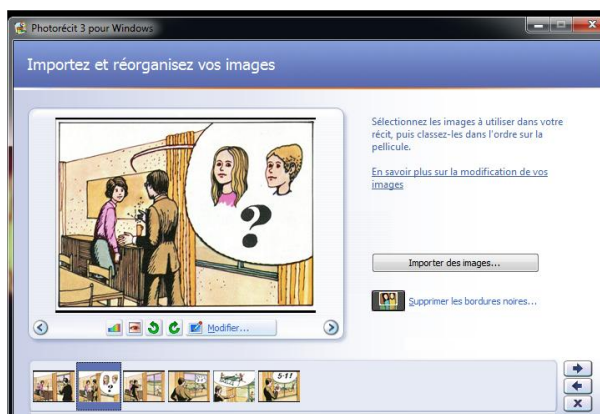 Photorécit 3 pour Windows
Importez et réorganisez vos images
Sélectionnez les images à utiliser dans votre
récit, puis classez-les dans l'ordre sur la
pellicule.
En savoir plus sur la modification de vos
images
?
Importer des images...
Supprimer les bordures noires...
Modifier...
5-11